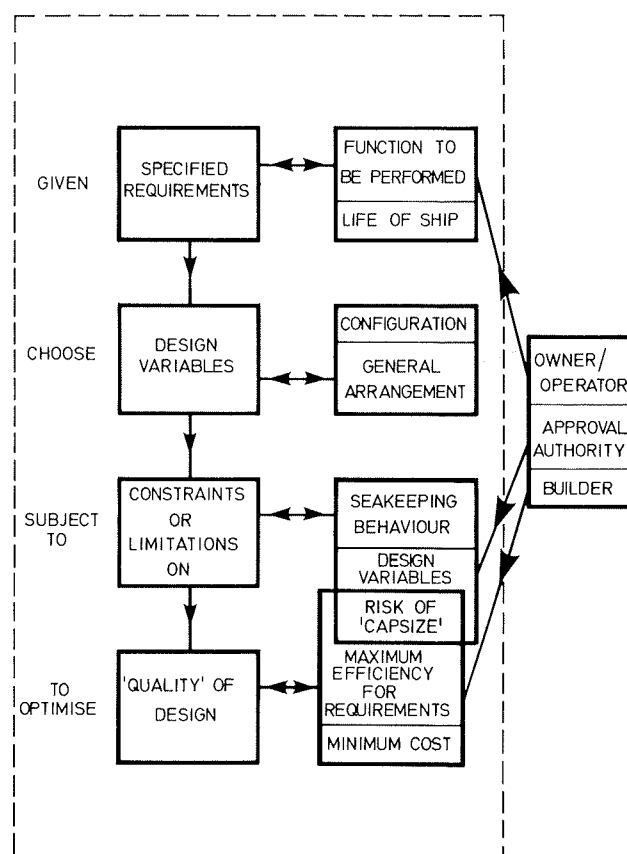 GIVEN
SPECIFIED
REQUIREMENTS
FUNCTION TO
BE PERFORMED
LIFE OF SHIP
CHOOSE
DESIGN
VARIABLES
CONFIGURATION
GENERAL
ARRANGEMENT
OWNER/
OPERATOR
APPROVAL
AUTHORITY
BUILDER
SUBJECT
TO
CONSTRAINTS
OR
LIMITATIONS
ON
SEAKEEPING
BEHAVIOUR
DESIGN
VARIABLES
RISK OF
'CAPSIZE'
TO
OPTIMISE
'QUALITY' OF
DESIGN
MAXIMUM
EFFICIENCY
FOR
REQUIREMENTS
MINIMUM COST